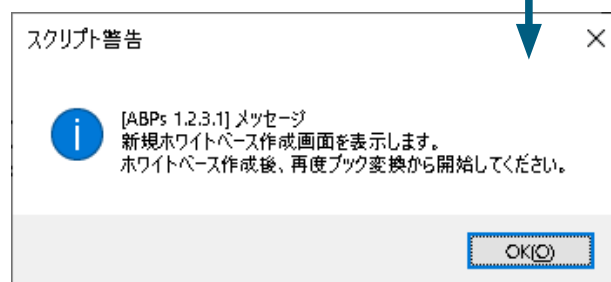 スクリプト警告
[ABPs 1.2.3.1] メッセージ
新規ホワイトベース作成画面を表示します。
ホワイトベース作成後、再度ブック変換から開始してください。
OK(O)